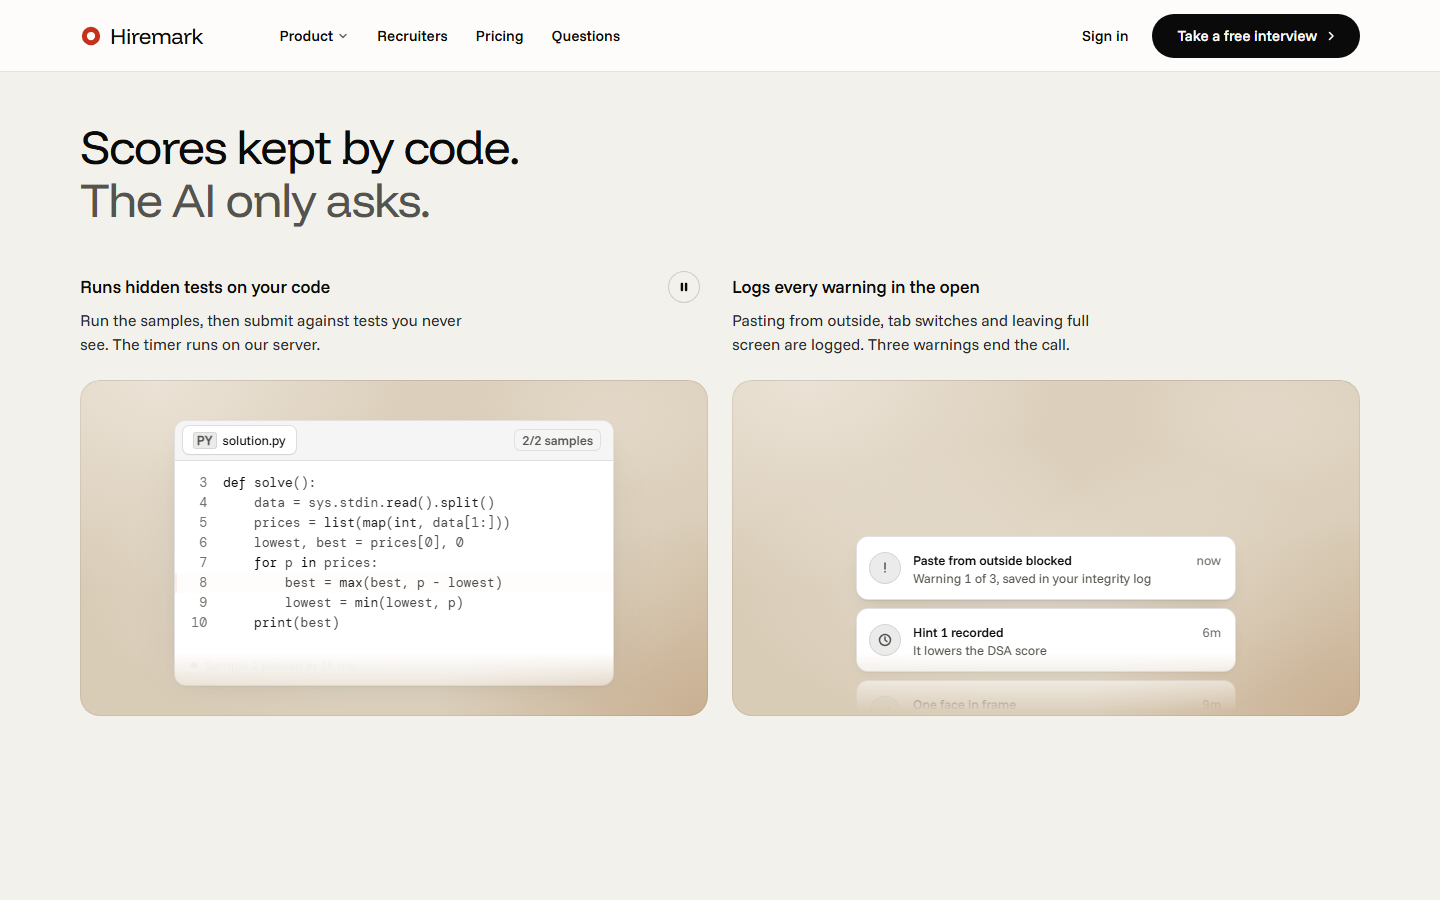 Hiremark
Product
Recruiters
Pricing
Questions
Sign in
Take a free interview
Scores kept by code.
The AI only asks.
Runs hidden tests on your code
Run the samples, then submit against tests you never
see. The timer runs on our server.
PY solution.py
2/2 samples
3 def solve():
4     data = sys.stdin.read().split()
5     prices = list(map(int, data[1:]))
6     lowest, best = prices[0], 0
7     for p in prices:
8         best = max(best, p - lowest)
9         lowest = min(lowest, p)
10     print(best)
Logs every warning in the open
Pasting from outside, tab switches and leaving full
screen are logged. Three warnings end the call.
! Paste from outside blocked now
Warning 1 of 3, saved in your integrity log
Hint 1 recorded 6m
It lowers the DSA score
One face in frame 9m